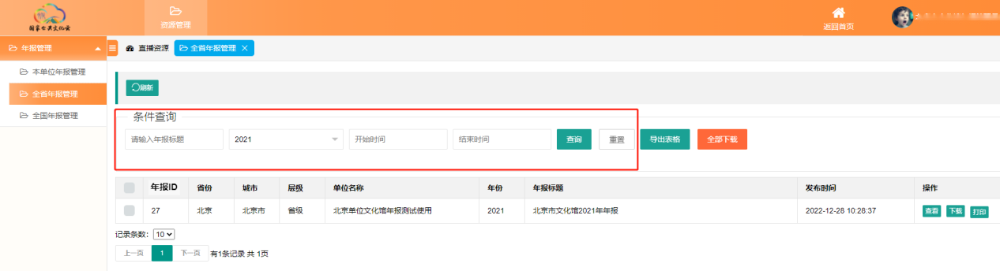 国家公共文化云
资源管理
返回首页
年报管理
直播资源
全省年报管理
本单位年报管理
全省年报管理
全国年报管理
刷新
条件查询
请输入年报标题 2021 开始时间 结束时间 查询 重置 导出表格 全部下载
年报ID 省份 城市 层级 单位名称 年份 年报标题 发布时间 操作
27 北京 北京市 省级 北京单位文化馆年报测试使用 2021 北京市文化馆2021年年报 2022-12-28 10:28:37 查看 下载 打印
记录条数: 10
上一页 1 下一页 有1条记录 共 1页